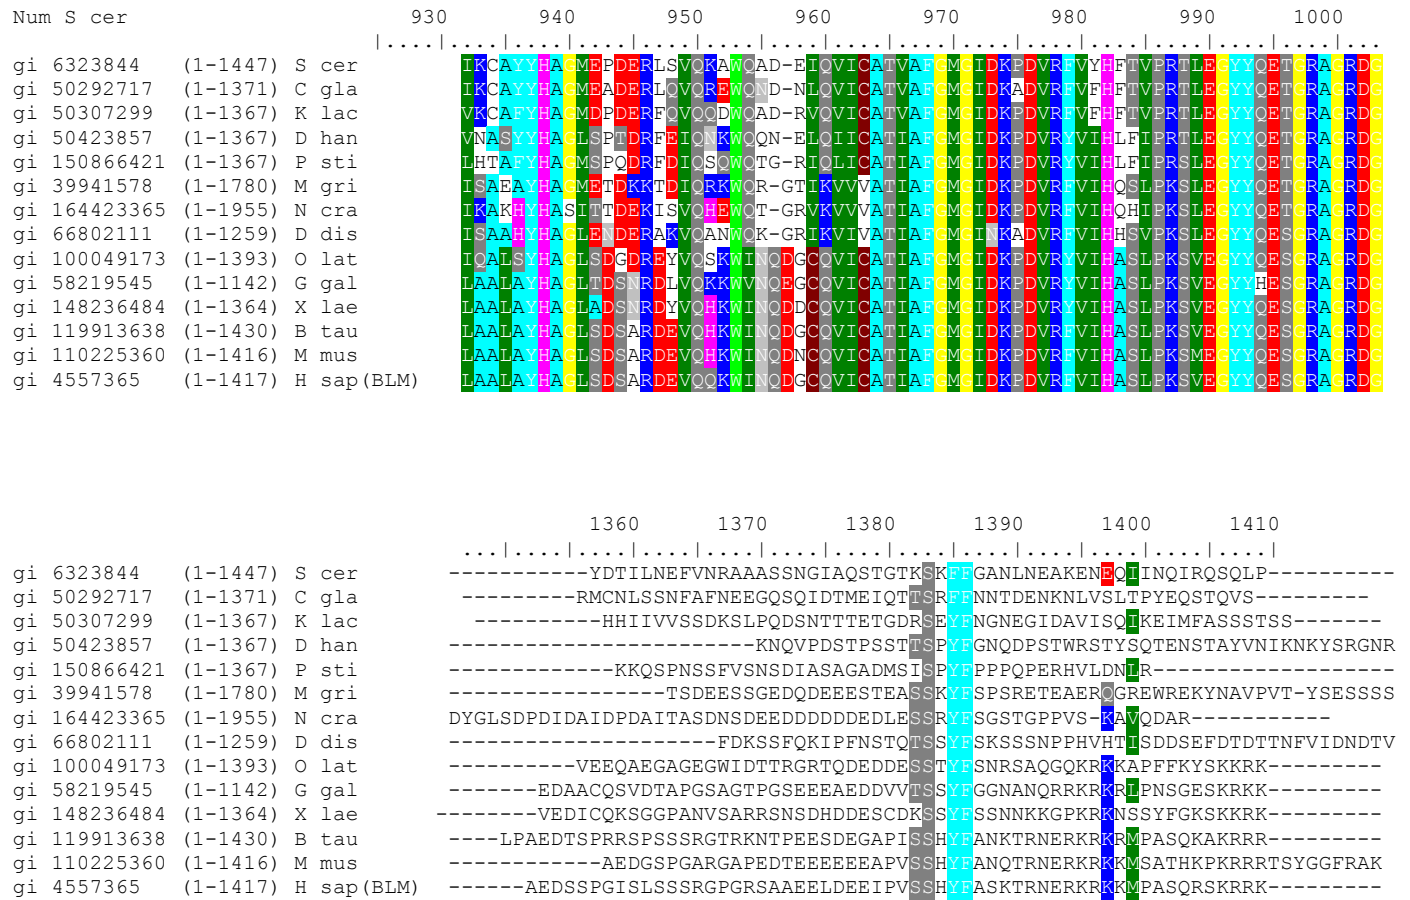 Num S cer 930 940 950 960 970 980 990 1000
|....|....|....|....|....|....|....|....|....|....|....|....|....|....|....|...
gi 6323844 (1-1447) S cer IKCAYYHAGMEPDERLSVQKAWQAD-EIQVICATVAFGMGIDKPDVRFVYHFTVPRTLEGYYQETGRAGRDG
gi 50292717 (1-1371) C gla IKCAYYHAGMEADERLQVQREWQND-NLQVICATVAFGMGIDKADVRFVFHFTVPRTLEGYYQETGRAGRDG
gi 50307299 (1-1367) K lac VKCAFYHAGMDPDRRFQVQQDWQAD-RVQVICATVAFGMGIDKPDVRFVFHFTVPRTLEGYYQETGRAGRDG
gi 50423857 (1-1367) D han VNASYYHAGLSPTDRFEIQNKWQQN-ELQIICATIAFGMGIDKPDVRYVIHLFIPRTLEGYYQETGRAGRDG
gi 150866421 (1-1367) P sti LHTAFYHAGMSPQDRFDIQSQWQTG-RIQLICATIAFGMGIDKPDVRYVIHLFIPRSLEGYYQETGRAGRDG
gi 39941578 (1-1780) M gri ISAEAYHAGMETDKKTDIQRKWQR-GTIKVVVATIAFGMGIDKPDVRFVIHQSLPKSLEGYYQETGRAGRDG
gi 164423365 (1-1955) N cra IKAKHYHASITTDEKISVQHEWQT-GRVKVVVATIAFGMGIDKPDVRFVIHQHIPKSLEGYYQETGRAGRDG
gi 66802111 (1-1259) D dis ISAAHYHAGLENDERAKVQANWQK-GRIKVIVATIAFGMGINKADVRFVIHHSVPKSLEGYYQESGRAGRDG
gi 100049173 (1-1393) O lat IQALSYHAGLSDGDREYVQSKWINQDGCQVICATIAFGMGIDKPDVRYVIHASLPKSVEGYYQESGRAGRDG
gi 58219545 (1-1142) G gal LAALAYHAGLTDSNRDLVQKKWVNQEGCQVICATIAFGMGIDKPDVRYVIHASLPKSVEGYYHESGRAGRDG
gi 148236484 (1-1364) X lae LAALAYHAGLADSNRDYVQHKWINQDDCQVICATIAFGMGIDKPDVRYVIHASLPKSVEGYYQESGRAGRDG
gi 119913638 (1-1430) B tau LAALAYHAGLSDSARDEVQHKWINQDGCQVICATIAFGMGIDKPDVRFVIHASLPKSVEGYYQESGRAGRDG
gi 110225360 (1-1416) M mus LAALAYHAGLSDSARDEVQHKWINQDNCQVICATIAFGMGIDKPDVRFVIHASLPKSMEGYYQESGRAGRDG
gi 4557365 (1-1417) H sap(BLM) LAALAYHAGLSDSARDEVQQKWINQDGCQVICATIAFGMGIDKPDVRFVIHASLPKSVEGYYQESGRAGRDG
1360 1370 1380 1390 1400 1410
...|....|....|....|....|....|....|....|....|....|....|....|....|
gi 6323844 (1-1447) S cer -----------YDTILNEFVNRAAASSNGIAQSTGTKSKFFGANLNEAKENEQIINQIRQSQLP----------
gi 50292717 (1-1371) C gla ---------RMCNLSSNFAFNEEGQSQIDTMEIQTTSRFFNNTDENKNLVSLTPYEQSTQVS---------
gi 50307299 (1-1367) K lac ----------HHIIVVSSDKSLPQDSNTTTETGDRSEYFNGNEGIDAVISQIKEIMFASSSTSS-------
gi 50423857 (1-1367) D han ------------------------KNQVPDSTPSSTTSPYFGNQDPSTWRSTYSQTENSTAYVNIKNKYSRGNR
gi 150866421 (1-1367) P sti -------------KKQSPNSSFVSNSDIASAGADMSISPYFPPPQPERHVLDNLR------------------
gi 39941578 (1-1780) M gri -----------------TSDEESSGEDQDEEESTEASSKYFSPSRETEAERQGREWREKYNAVPVT-YSESSSS
gi 164423365 (1-1955) N cra DYGLSDPDIDAIDPDAITASDNSDEEDDDDDDEDLESSRYFSGSTGPPVS-KAVQDAR-----------
gi 66802111 (1-1259) D dis ---------------------FDKSSFQKIPFNSTQTSSYFSKSSSNPPHVHTISDDSEFDTDTTNFVIDNDTV
gi 100049173 (1-1393) O lat ----------VEEQAEGAGEGWIDTTRGRTQDEDDESSTYFSNRSAQGQKRKKAPFFKYSKKRK---------
gi 58219545 (1-1142) G gal -------EDAACQSVDTAPGSAGTPGSEEEAEDDVVTSSYFGGNANQRRKRKRLPNSGESKRKK---------
gi 148236484 (1-1364) X lae --------VEDICQKSGGPANVSARRSNSDHDDESCDKSSYFSSNNKKGPKRKNSSYFGKSKKRK---------
gi 119913638 (1-1430) B tau ----LPAEDTSPRRSPSSSRGTRKNTPEESDEGAPISSHYFANKTRNERKRKRMPASQKAKRRR---------
gi 110225360 (1-1416) M mus ------------AEDGSPGARGAPEDTEEEEEEAPVSSHYFANQTRNERKRKKMSATHKPKRRRTSYGGFRAK
gi 4557365 (1-1417) H sap(BLM) ------AEDSSPGISLSSSRGPGRSAAEELDEEIPVSSHYFASKTRNERKRKKMPASQRSKRRK---------